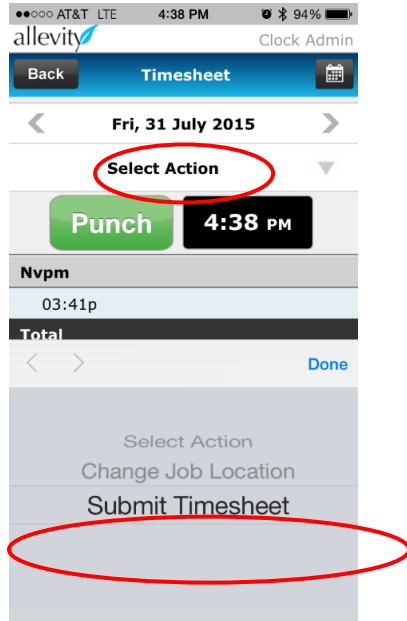 AT&T LTE 4:38 PM 94%
allevity Clock Admin
Back Timesheet
Fri, 31 July 2015
Select Action
Punch 4:38 PM
Nvpm
03:41p
Total
Done
Select Action
Change Job Location
Submit Timesheet